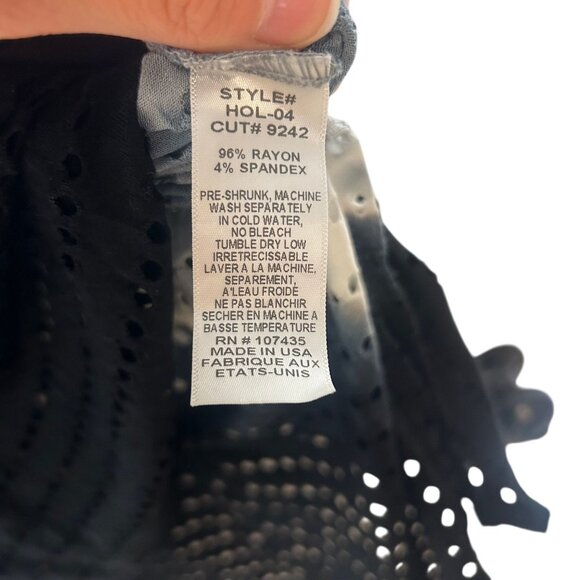 STYLE#
HOL-04
CUT# 9242
96% RAYON
4% SPANDEX
PRE-SHRUNK, MACHINE
WASH SEPARATELY
IN COLD WATER,
NO BLEACH
TUMBLE DRY LOW
IRRETRECISSABLE
LAVER A LA MACHINE,
SEPAREMENT,
A'LEAU FROIDE
NE PAS BLANCHIR
SECHER EN MACHINE A
BASSE TEMPERATURE
RN # 107435
MADE IN USA
FABRIQUE AUX
ETATS-UNIS